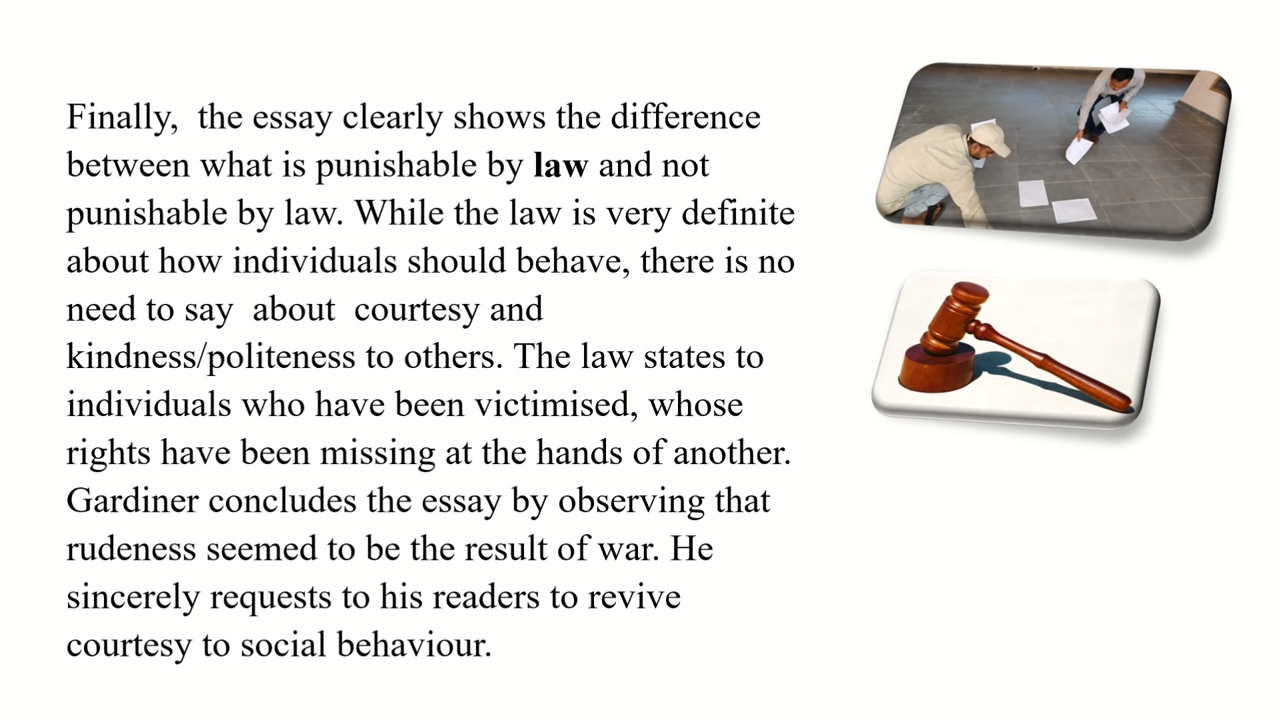 Finally,  the essay clearly shows the difference
between what is punishable by law and not
punishable by law. While the law is very definite
about how individuals should behave, there is no
need to say  about  courtesy and
kindness/politeness to others. The law states to
individuals who have been victimised, whose
rights have been missing at the hands of another.
Gardiner concludes the essay by observing that
rudeness seemed to be the result of war. He
sincerely requests to his readers to revive
courtesy to social behaviour.